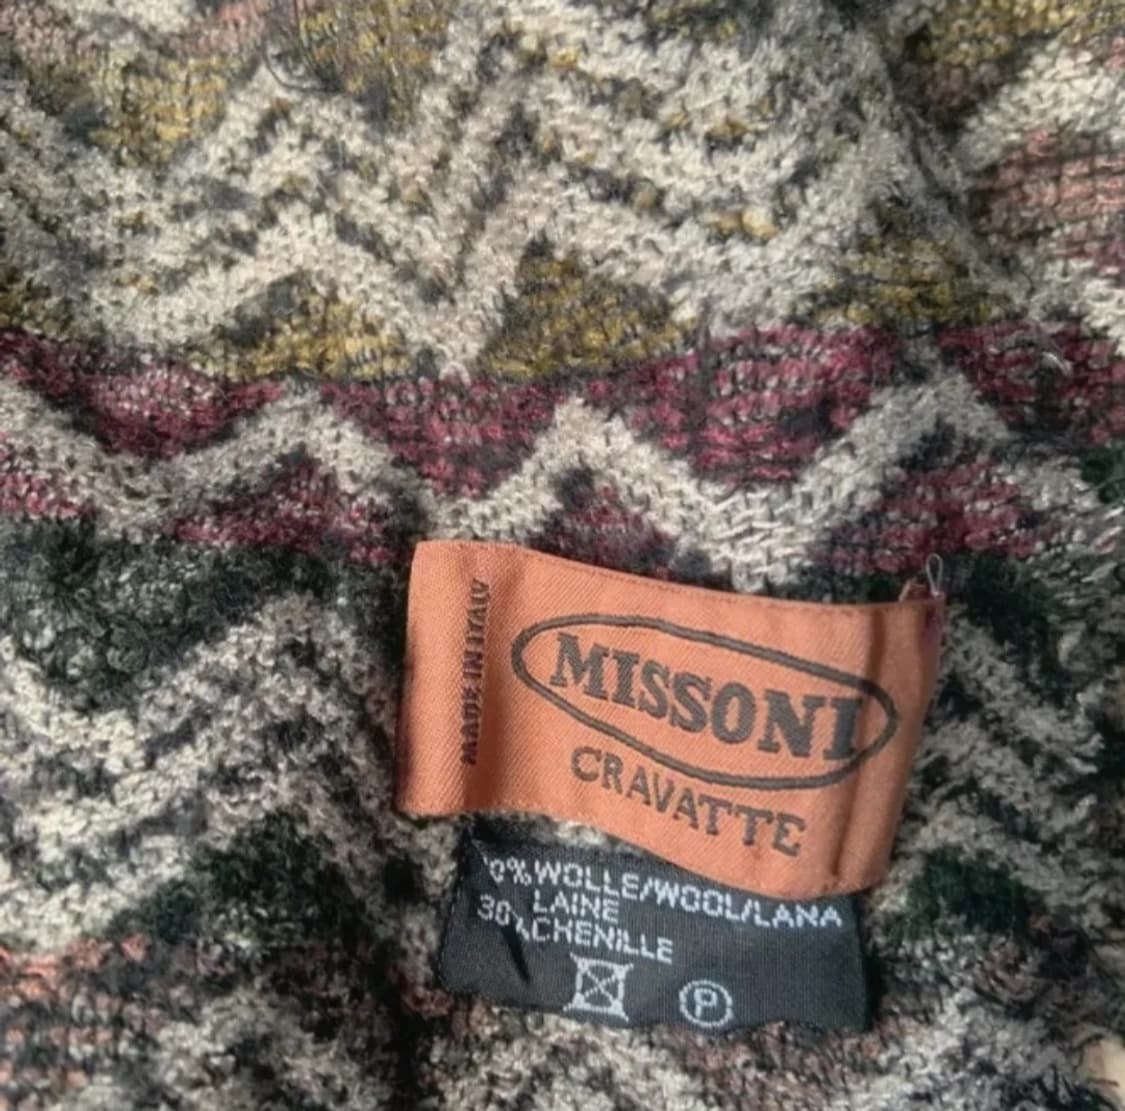 MADE IN ITALY
MISSONI
CRAVATTE
0% WOLLE/WOOL/LANA
LAINE
30% CHENILLE
P